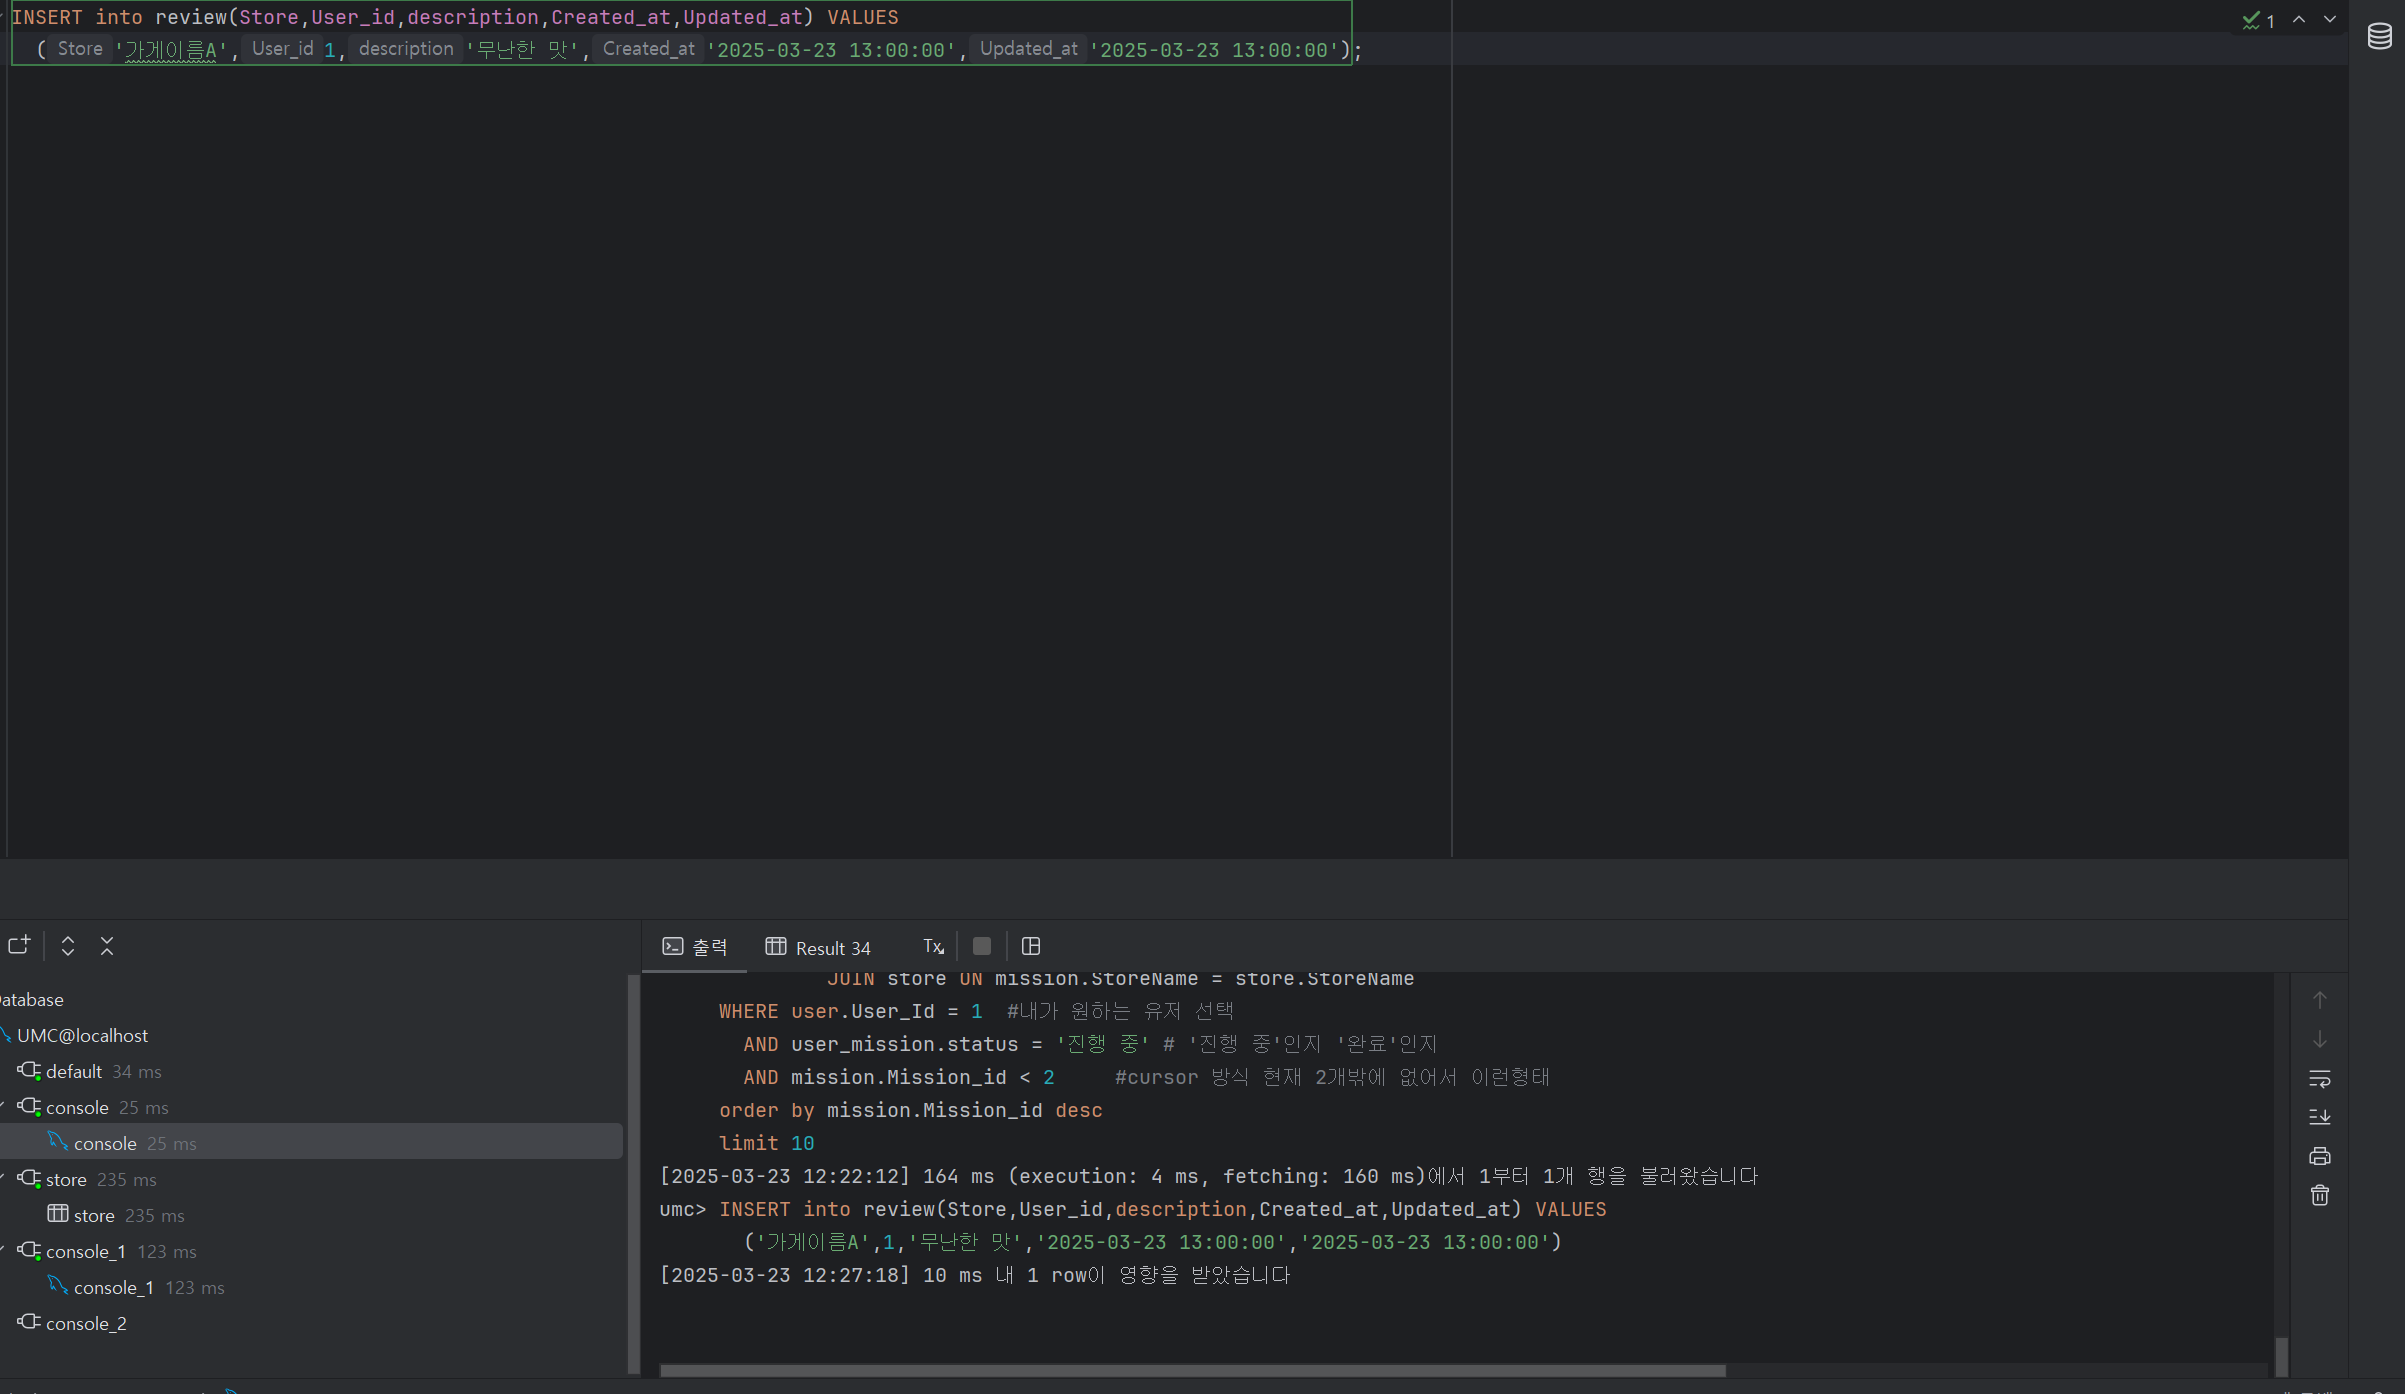 INSERT into review(Store,User_id,description,Created_at,Updated_at) VALUES
( Store '가게이름A', User_id 1, description '무난한 맛', Created_at '2025-03-23 13:00:00', Updated_at '2025-03-23 13:00:00');
1
출력 Result 34 Tx
Database
UMC@localhost
default 34 ms
console 25 ms
console 25 ms
store 235 ms
store 235 ms
console_1 123 ms
console_1 123 ms
console_2
JOIN store ON mission.StoreName = store.StoreName
WHERE user.User_Id = 1 #내가 원하는 유저 선택
AND user_mission.status = '진행 중' # '진행 중'인지 '완료'인지
AND mission.Mission_id < 2 #cursor 방식 현재 2개밖에 없어서 이런형태
order by mission.Mission_id desc
limit 10
[2025-03-23 12:22:12] 164 ms (execution: 4 ms, fetching: 160 ms)에서 1부터 1개 행을 불러왔습니다
umc> INSERT into review(Store,User_id,description,Created_at,Updated_at) VALUES
('가게이름A',1,'무난한 맛','2025-03-23 13:00:00','2025-03-23 13:00:00')
[2025-03-23 12:27:18] 10 ms 내 1 row이 영향을 받았습니다